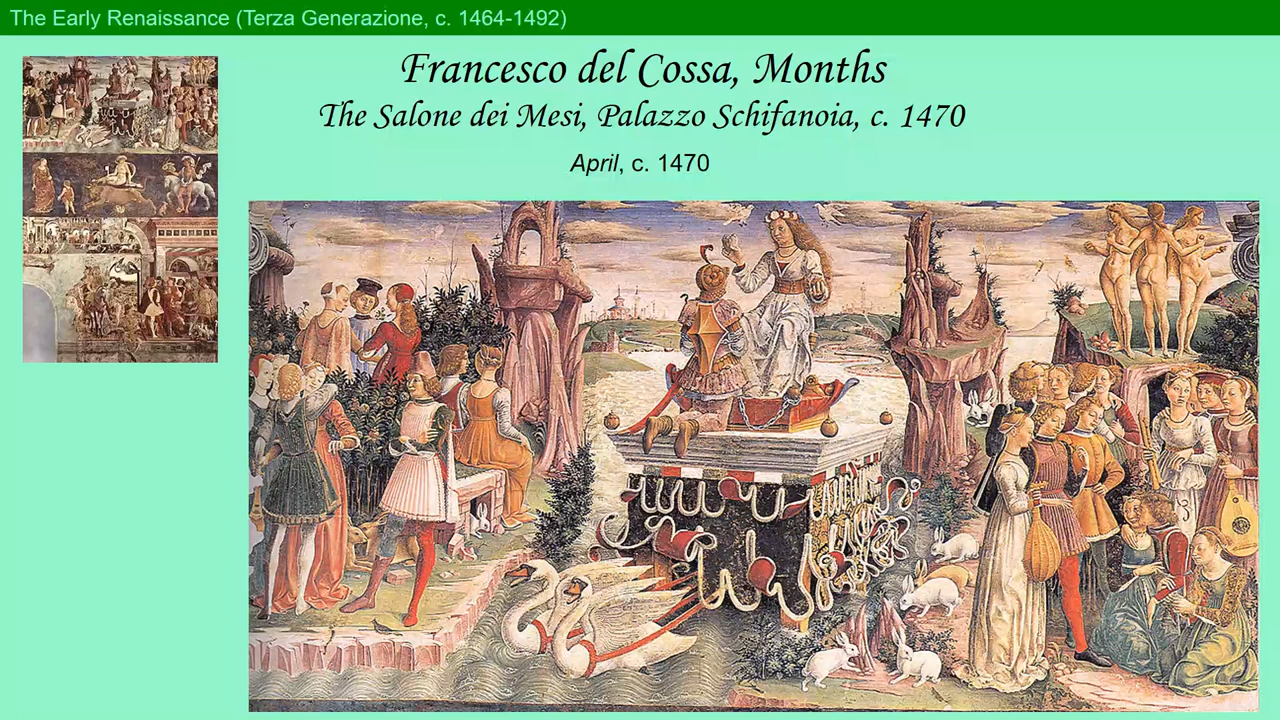 The Early Renaissance (Terza Generazione, c. 1464-1492)
Francesco del Cossa, Months
The Salone dei Mesi, Palazzo Schifanoia, c. 1470
April, c. 1470